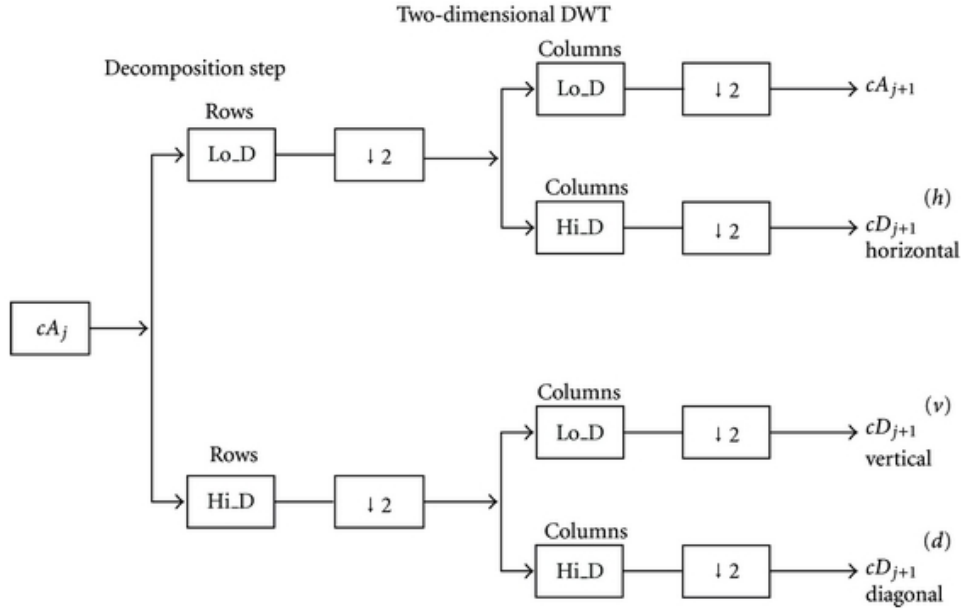 Two-dimensional DWT
Decomposition step
Columns
Lo_D
↓ 2
cA_{j+1}
Rows
Lo_D
↓ 2
Columns
Hi_D
↓ 2
(h)
cD_{j+1}
horizontal
cA_j
Columns
Lo_D
↓ 2
(v)
cD_{j+1}
vertical
Rows
Hi_D
↓ 2
Columns
Hi_D
↓ 2
(d)
cD_{j+1}
diagonal